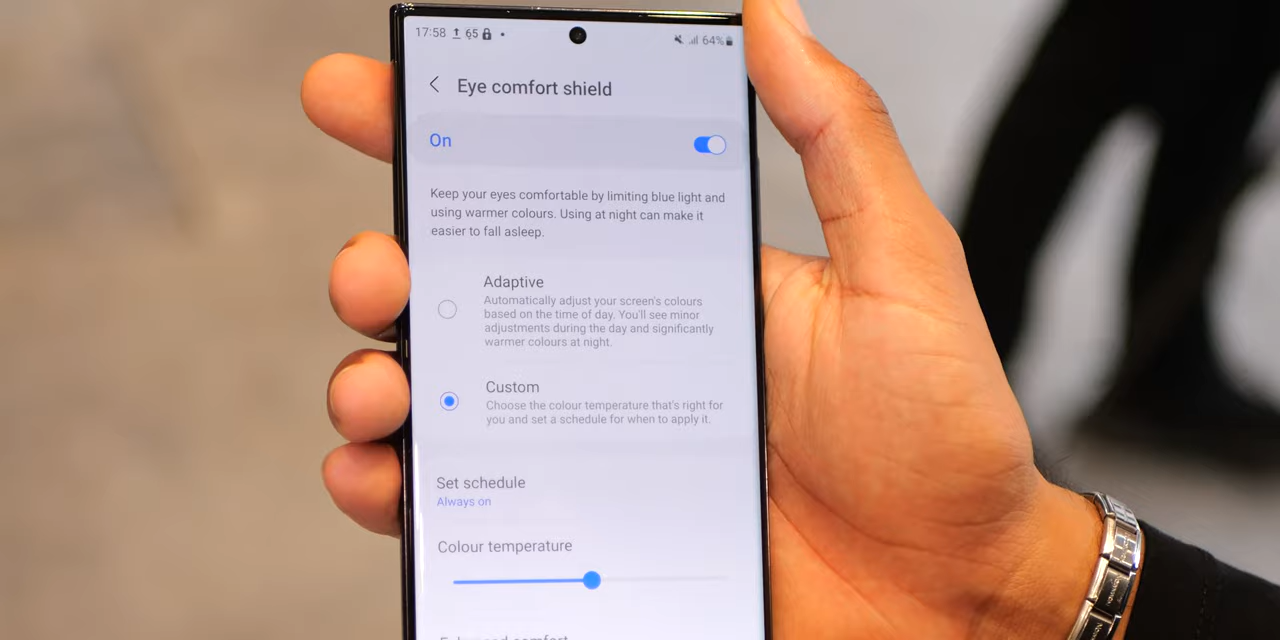 17:58 65
64%
Eye comfort shield
On
Keep your eyes comfortable by limiting blue light and
using warmer colours. Using at night can make it
easier to fall asleep.
Adaptive
Automatically adjust your screen's colours
based on the time of day. You'll see minor
adjustments during the day and significantly
warmer colours at night.
Custom
Choose the colour temperature that's right for
you and set a schedule for when to apply it.
Set schedule
Always on
Colour temperature